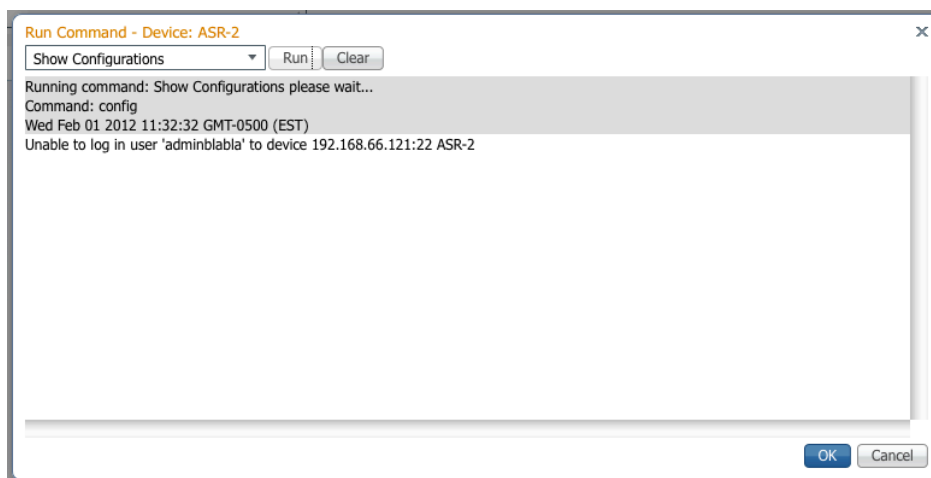 Run Command - Device: ASR-2
Show Configurations Run Clear
Running command: Show Configurations please wait...
Command: config
Wed Feb 01 2012 11:32:32 GMT-0500 (EST)
Unable to log in user 'adminblabla' to device 192.168.66.121:22 ASR-2
OK Cancel